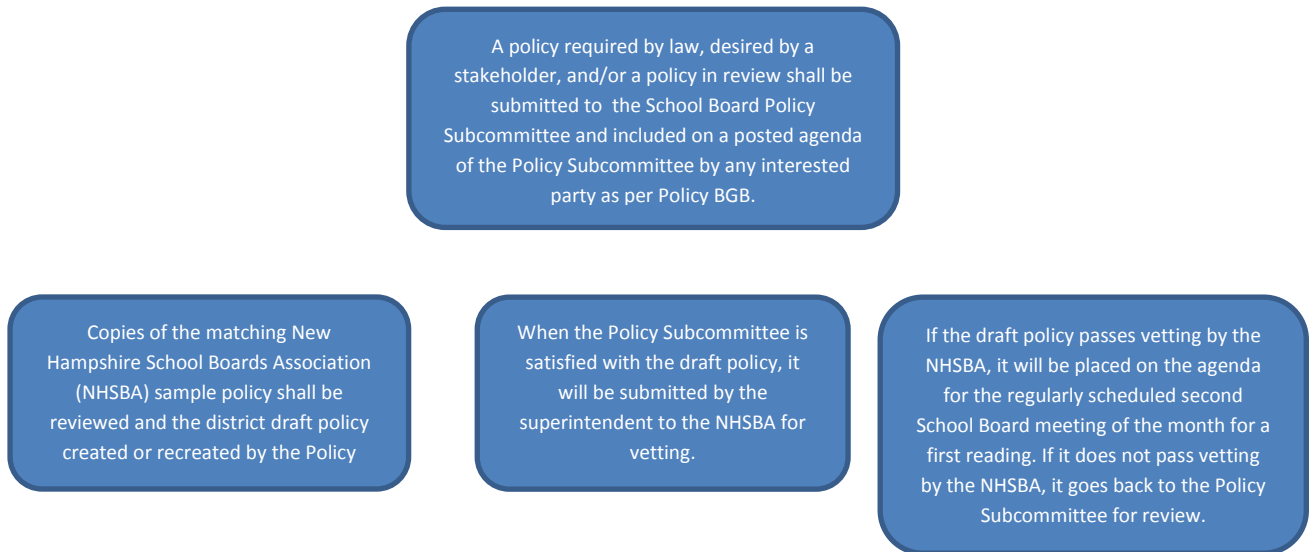 A policy required by law, desired by a
stakeholder, and/or a policy in review shall be
submitted to the School Board Policy
Subcommittee and included on a posted agenda
of the Policy Subcommittee by any interested
party as per Policy BGB.
Copies of the matching New
Hampshire School Boards Association
(NHSBA) sample policy shall be
reviewed and the district draft policy
created or recreated by the Policy
When the Policy Subcommittee is
satisfied with the draft policy, it
will be submitted by the
superintendent to the NHSBA for
vetting.
If the draft policy passes vetting by the
NHSBA, it will be placed on the agenda
for the regularly scheduled second
School Board meeting of the month for a
first reading. If it does not pass vetting
by the NHSBA, it goes back to the Policy
Subcommittee for review.